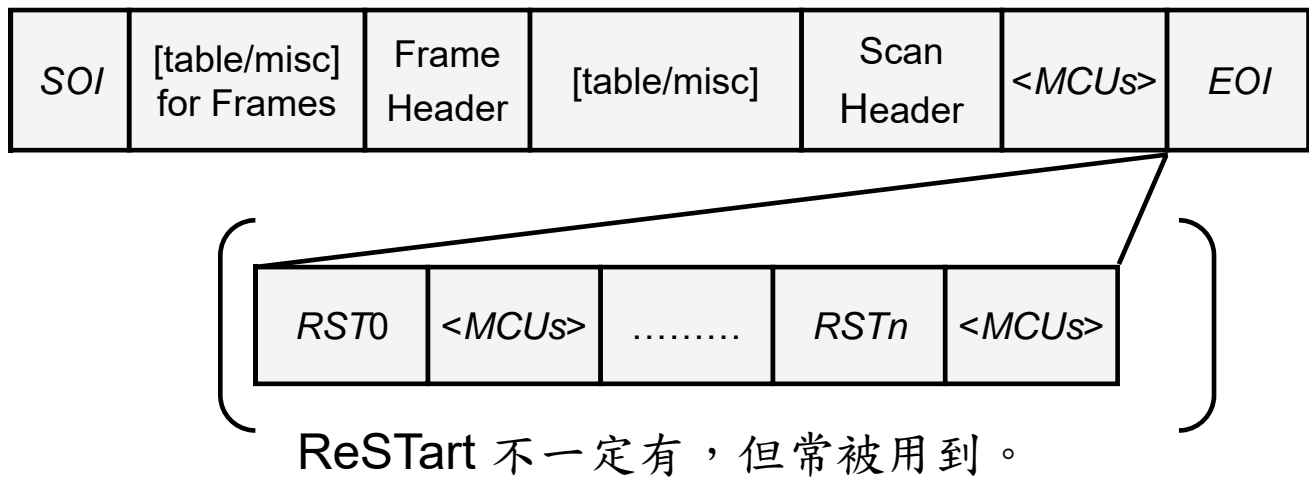 SOI
[table/misc]
for Frames
Frame
Header
[table/misc]
Scan
Header
<MCUs>
EOI
RST0
<MCUs>
………
RSTn
<MCUs>
ReSTart 不一定有，但常被用到。